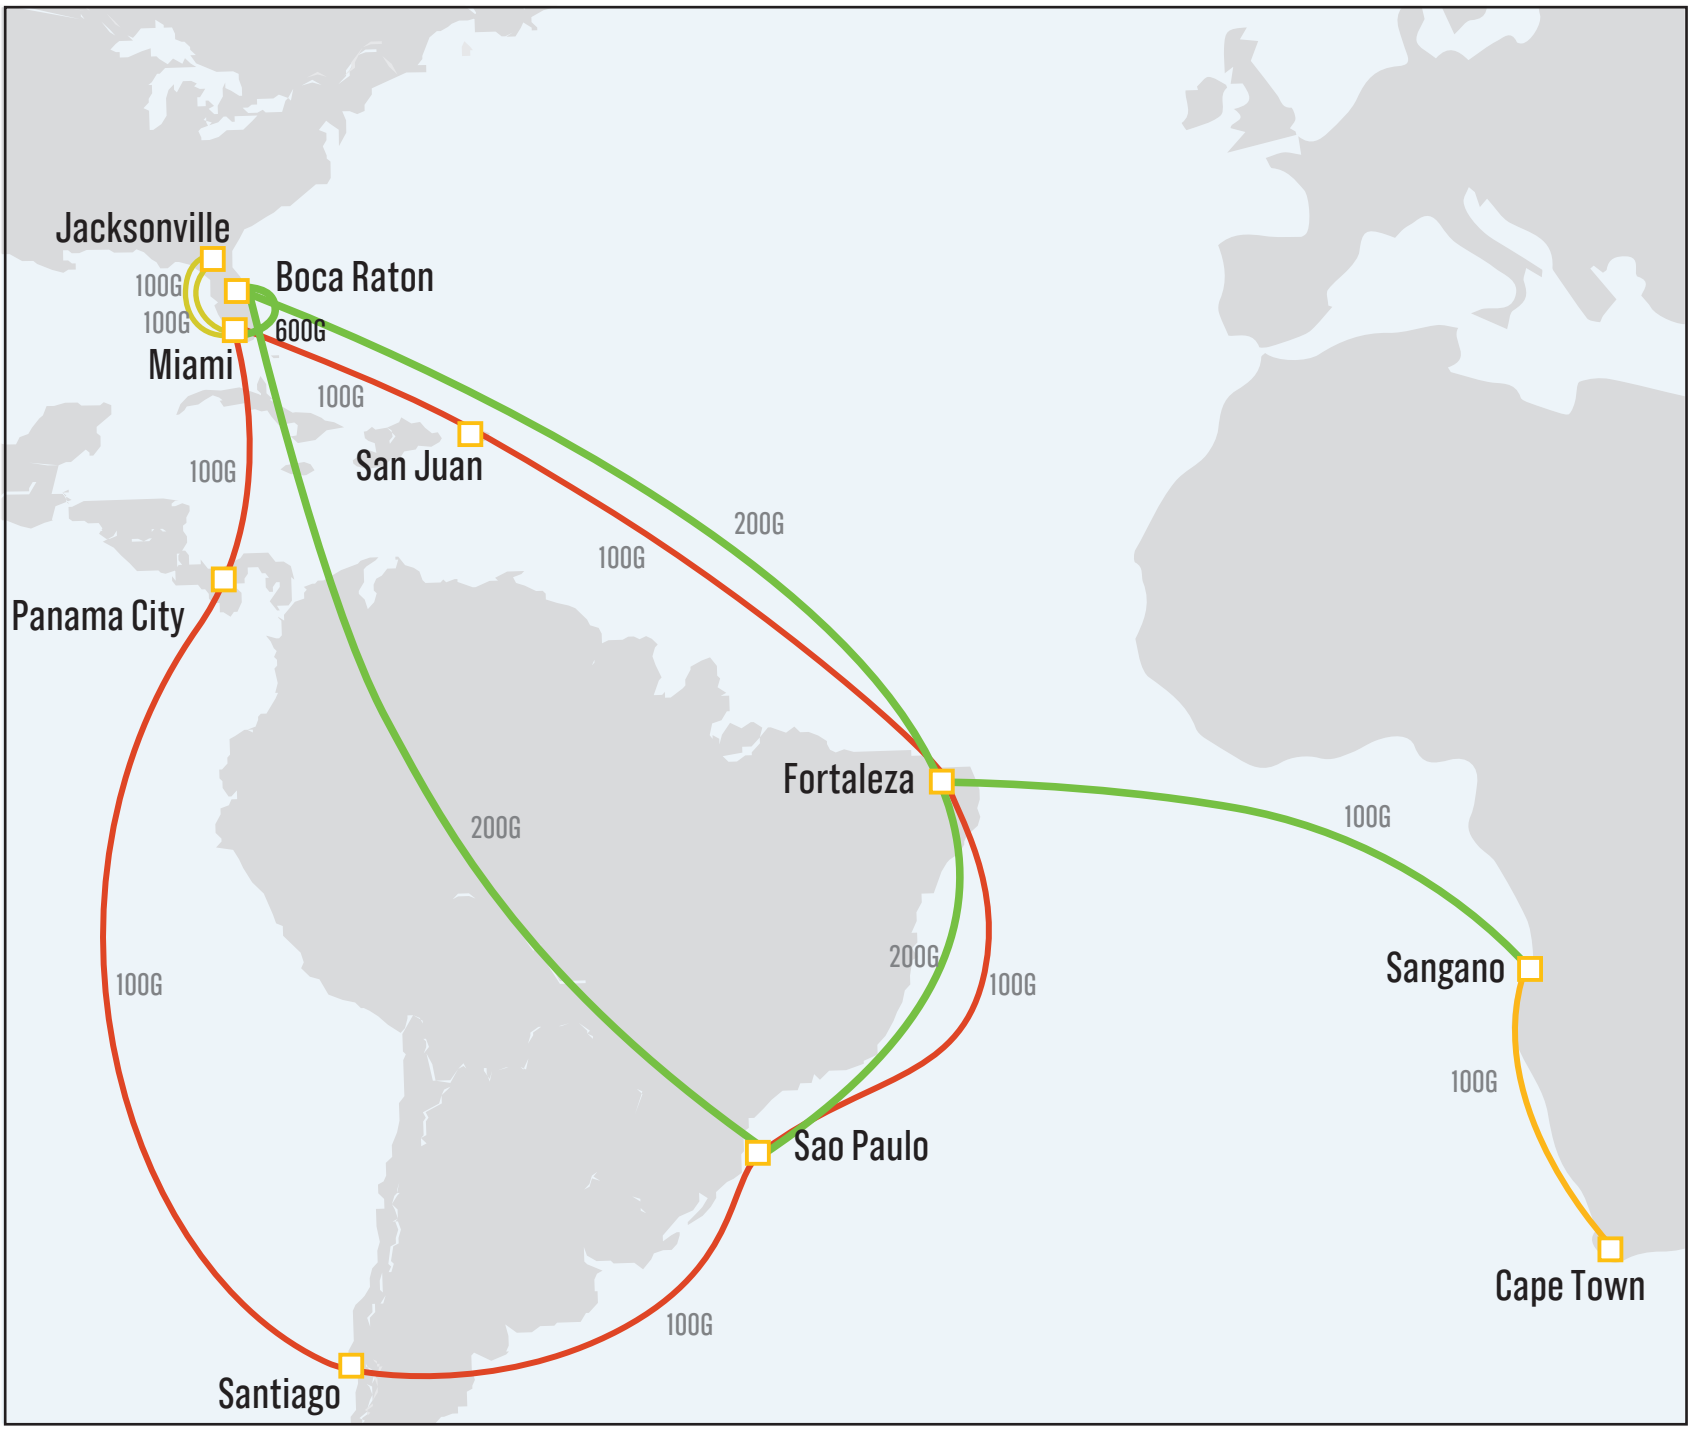 Jacksonville
Boca Raton
100G
100G
600G
Miami
100G
San Juan
100G
200G
100G
Panama City
Fortaleza
100G
200G
200G
Sangano
100G
100G
100G
Sao Paulo
Cape Town
100G
Santiago